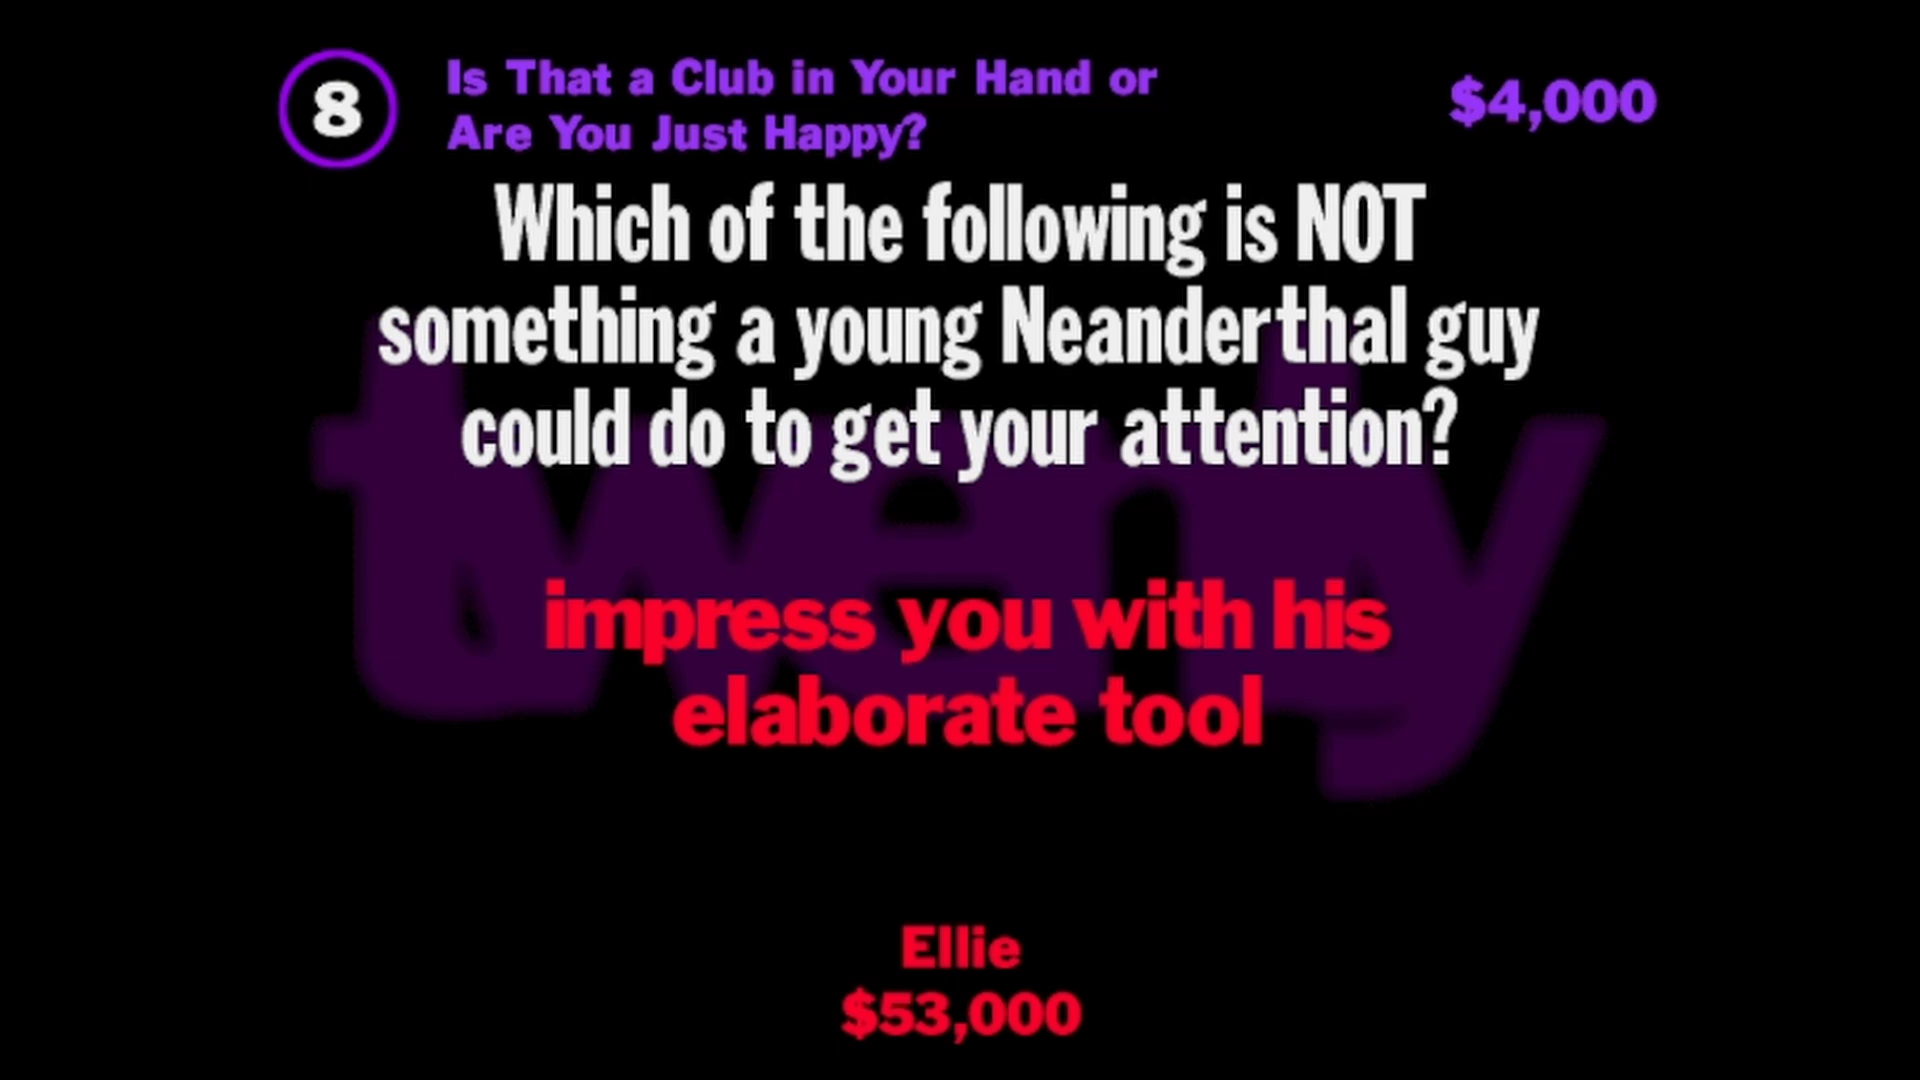 8
Is That a Club in Your Hand or
Are You Just Happy?
$4,000
Which of the following is NOT
something a young Neanderthal guy
could do to get your attention?
twenty
impress you with his
elaborate tool
Ellie
$53,000